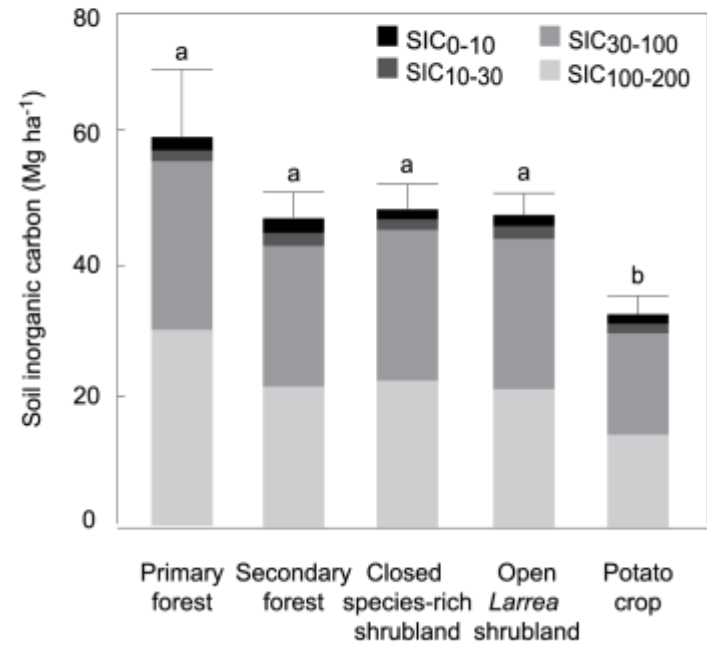 80
SIC0-10
SIC30-100
SIC10-30
SIC100-200
60
40
20
0
Soil inorganic carbon (Mg ha-1)
a
a
a
a
b
Primary
forest
Secondary
forest
Closed
species-rich
shrubland
Open
Larrea
shrubland
Potato
crop